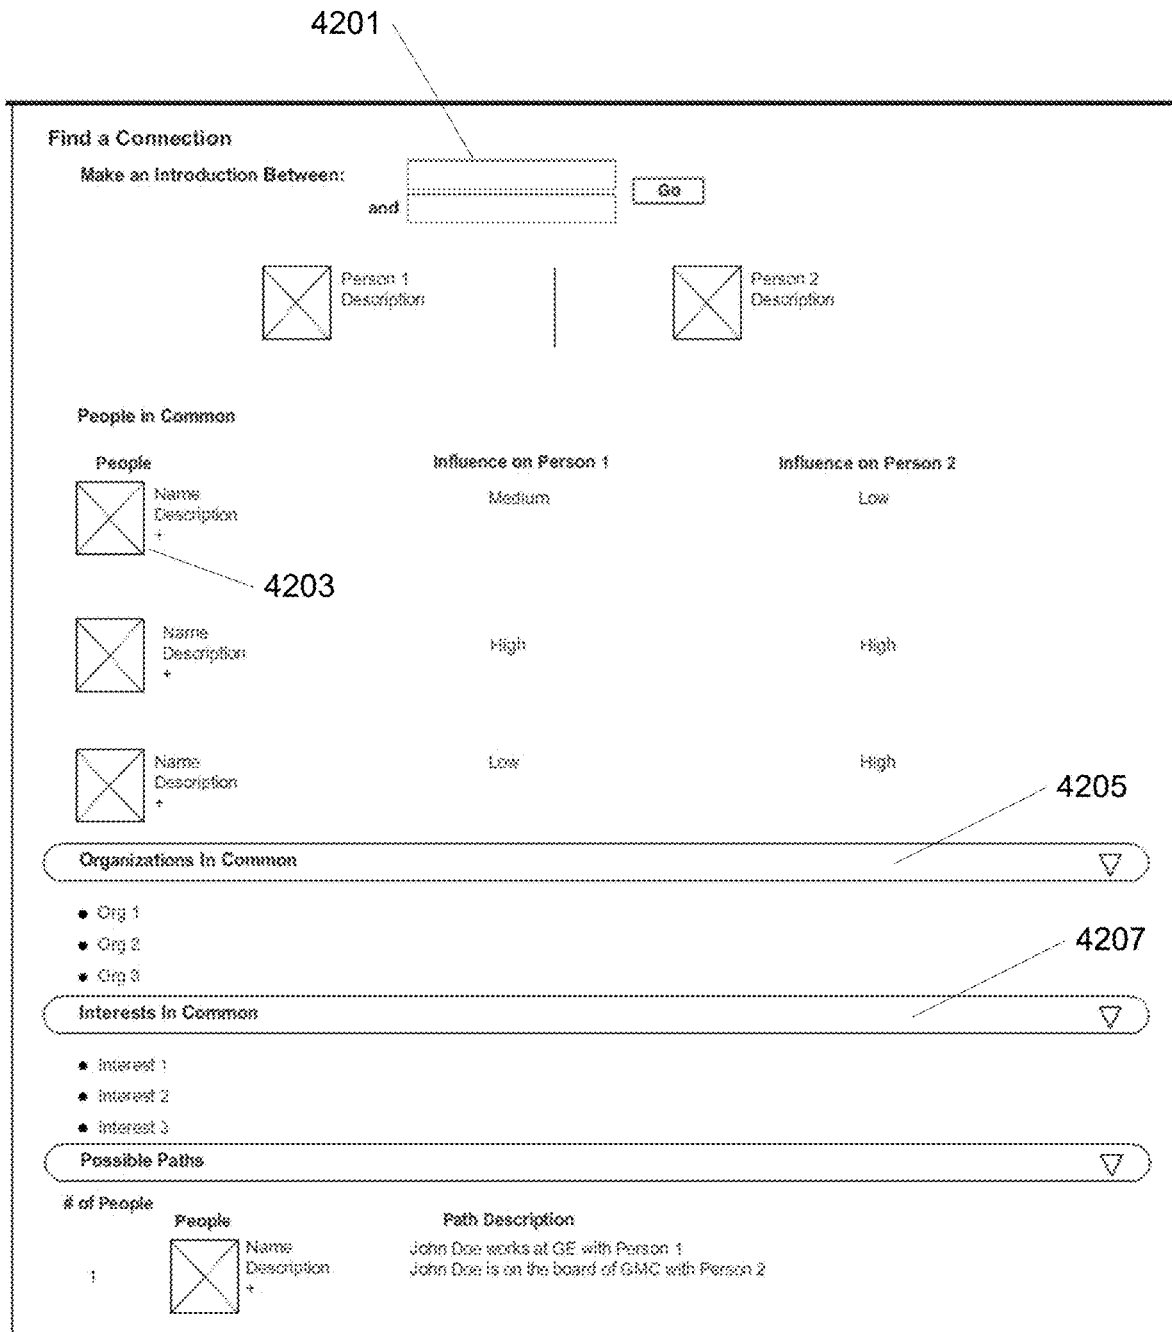 4201
Find a Connection
Make an Introduction Between:
Go
and
Person 1
Description
Person 2
Description
People in Common
People
Influence on Person 1
Influence on Person 2
Name
Description
+
Medium
Low
4203
Name
Description
+
High
High
Name
Description
+
Low
High
4205
Organizations In Common
Org 1
Org 2
Org 3
4207
Interests In Common
Interest 1
Interest 2
Interest 3
Possible Paths
# of People
People
Path Description
1
Name
Description
+
John Doe works at GE with Person 1
John Doe is on the board of GMC with Person 2